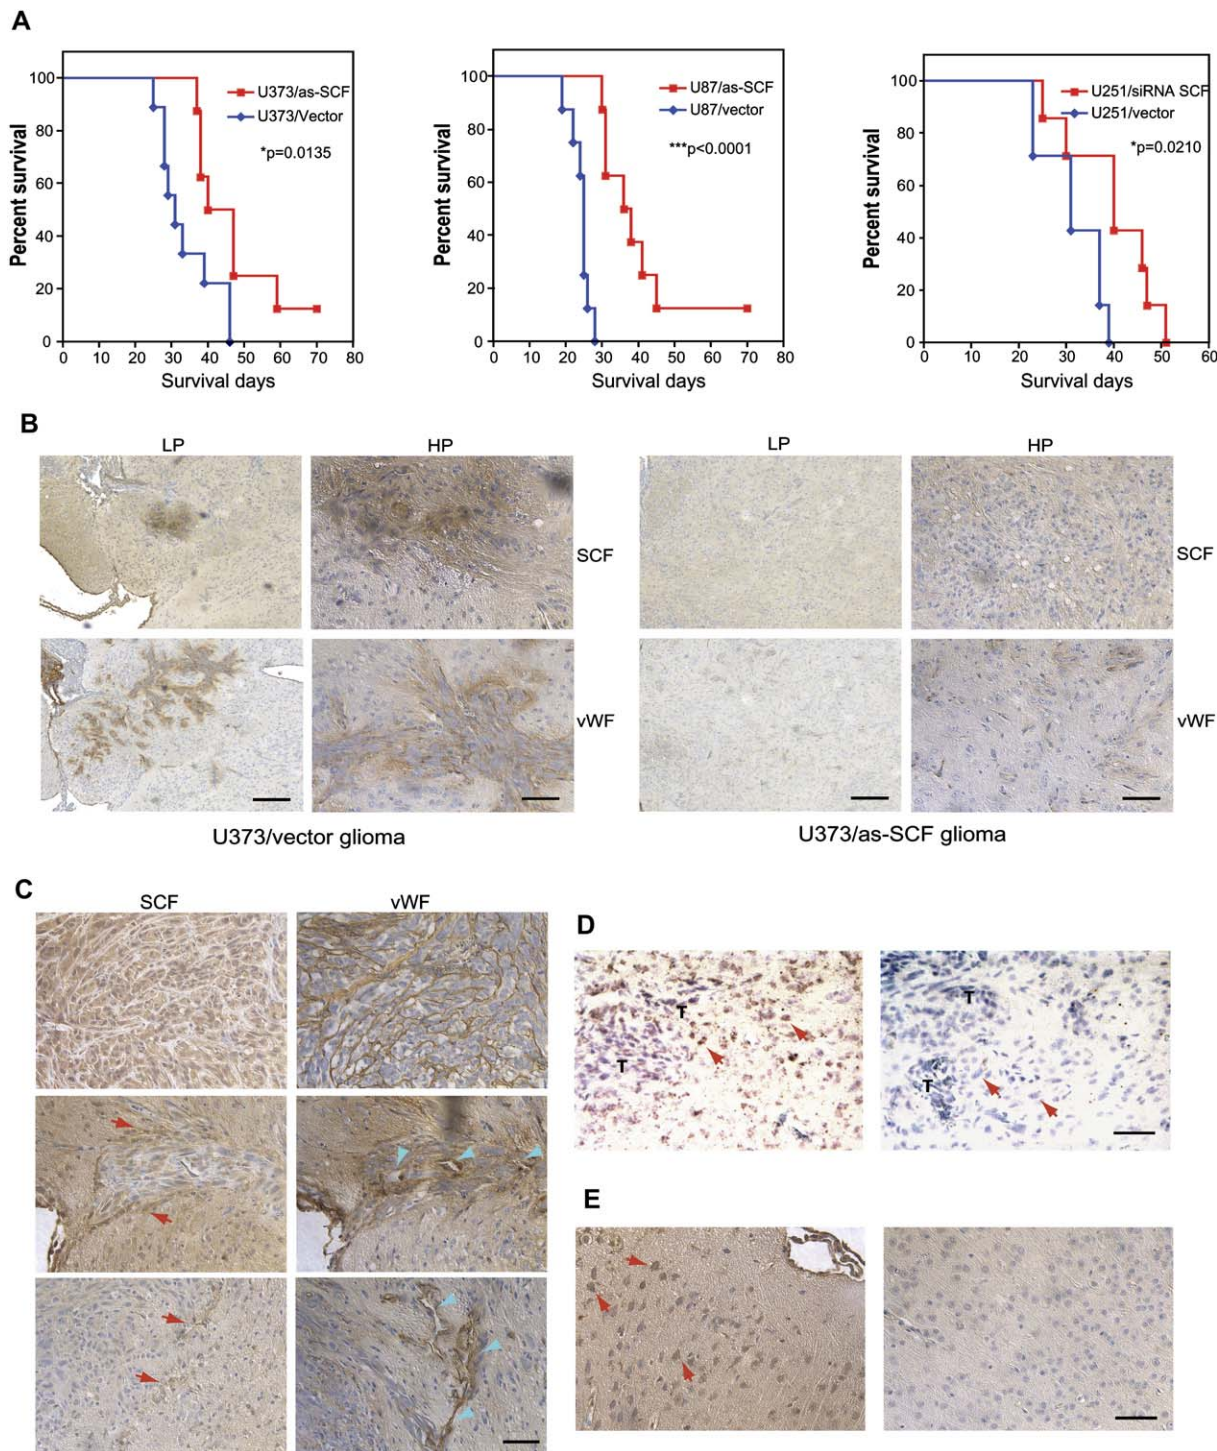 A
Percent survival
100
80
60
40
20
0
U373/as-SCF
U373/Vector
*p=0.0135
0 10 20 30 40 50 60 70 80
Survival days
Percent survival
100
80
60
40
20
0
U87/as-SCF
U87/vector
***p<0.0001
0 10 20 30 40 50 60 70 80
Survival days
Percent survival
100
80
60
40
20
0
U251/siRNA SCF
U251/vector
*p=0.0210
0 10 20 30 40 50 60
Survival days
B
LP HP LP HP
SCF SCF
vWF vWF
U373/vector glioma U373/as-SCF glioma
C
SCF vWF
D
T
T
T
T
E